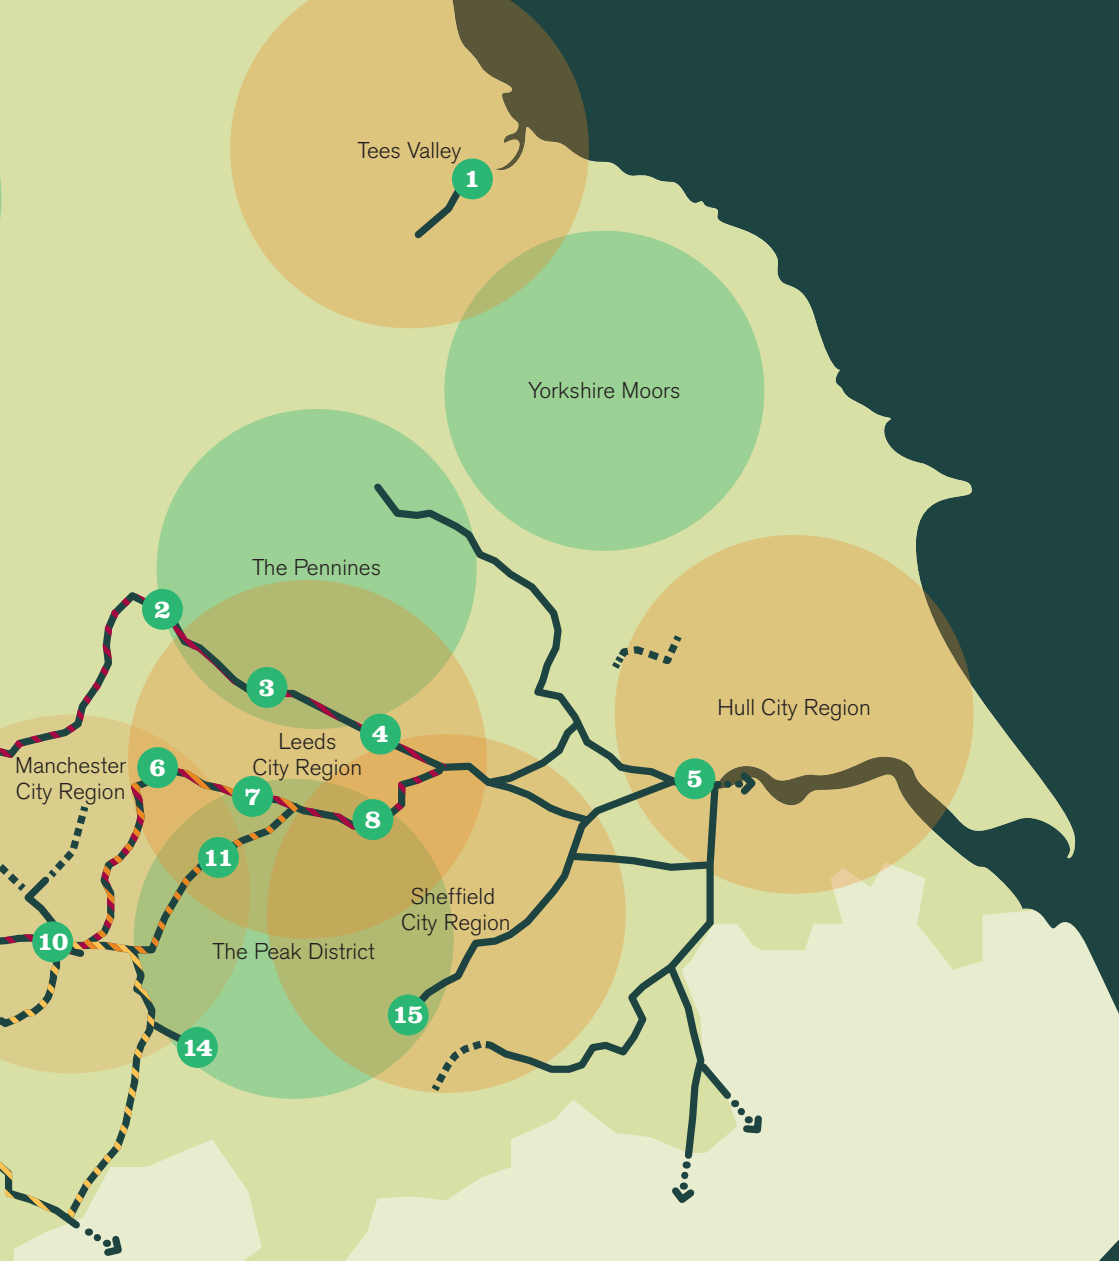 Tees Valley
1
Yorkshire Moors
The Pennines
2
3
Hull City Region
4
Leeds
City Region
Manchester
City Region
6
5
7
8
11
Sheffield
City Region
10
The Peak District
15
14